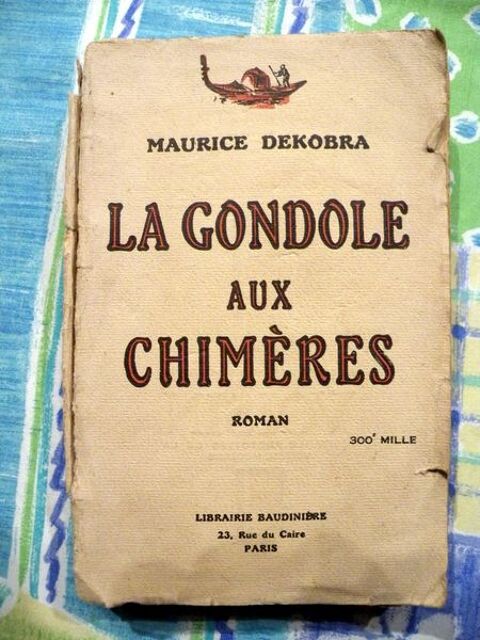 MAURICE DEKOBRA
LA GONDOLE
AUX
CHIMÈRES
ROMAN
300ᵉ MILLE
LIBRAIRIE BAUDINIÈRE
23, Rue du Caire
PARIS